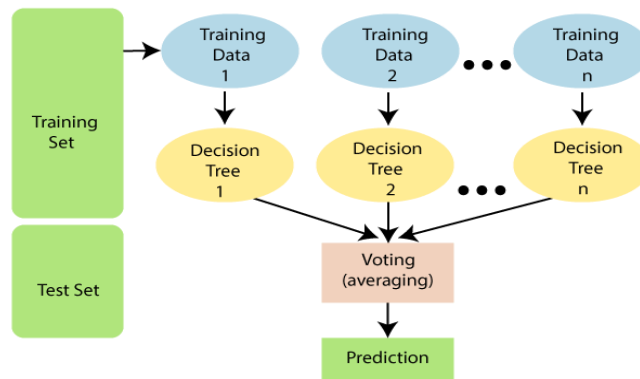 Training
Set
Test Set
Training
Data
1
Training
Data
2
Training
Data
n
Decision
Tree
1
Decision
Tree
2
Decision
Tree
n
Voting
(averaging)
Prediction